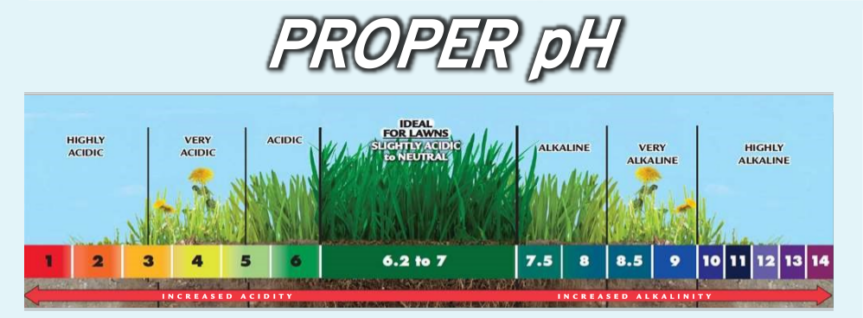 PROPER pH
HIGHLY
ACIDIC
VERY
ACIDIC
ACIDIC
IDEAL
FOR LAWNS
SLIGHTLY ACIDIC
to NEUTRAL
ALKALINE
VERY
ALKALINE
HIGHLY
ALKALINE
1 2 3 4 5 6 6.2 to 7 7.5 8 8.5 9 10 11 12 13 14
INCREASED ACIDITY INCREASED ALKALINITY